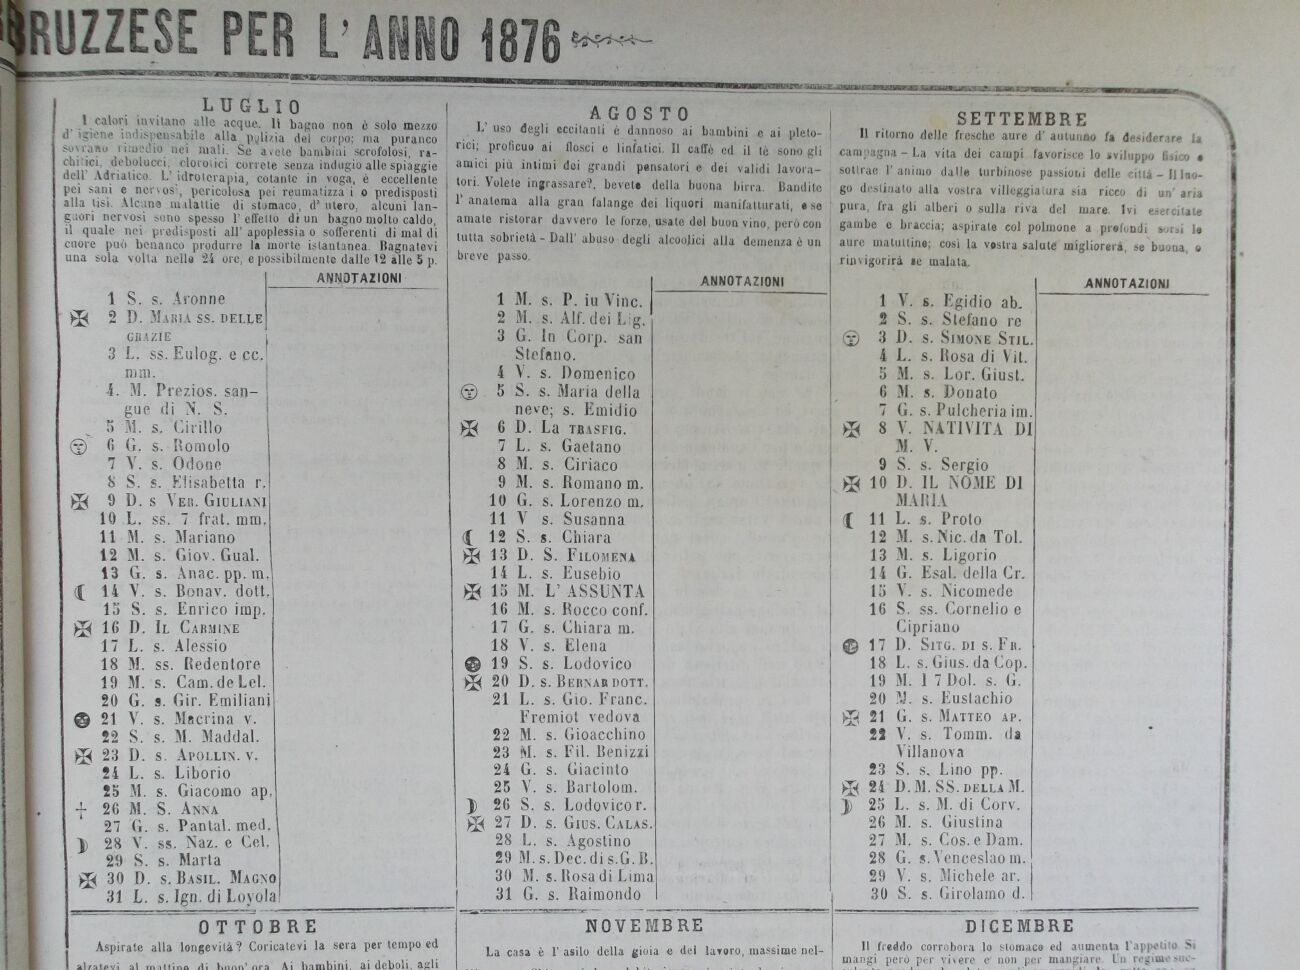 BRUZZESE PER L'ANNO 1876
LUGLIO
I calori invitano alle acque. Il bagno non è solo mezzo
d'igiene indispensabile alla pulizia del corpo; ma puranco
sovrano rimedio nei mali. Se avete bambini scrofolosi, ra-
chitici, debolucci, clorotici correte senza indugio alle spiaggie
dell'Adriatico. L'idroterapia, cotante in voga, è eccellente
pei sani e nervosi, pericolosa pei reumatizzati o predisposti
alla tisi. Alcune malattie di stomaco, d'utero, alcuni lan-
guori nervosi sono spesso l'effetto di un bagno molto caldo,
il quale nei predisposti all'apoplessia o sofferenti di mal di
cuore può benanco produrre la morte istantanea. Bagnatevi
una sola volta nelle 24 ore, e possibilmente dalle 12 alle 5 p.
ANNOTAZIONI
1 S. s. Aronne
2 D. MARIA SS. DELLE
GRAZIE
3 L. ss. Eulog. e cc.
mm.
4. M. Prezios. san-
gue di N. S.
5 M. s. Cirillo
6 G. s. Romolo
7 V. s. Odone
8 S. s. Elisabetta r.
9 D. s VER. GIULIANI
10 L. ss. 7 frat. mm.
11 M. s. Mariano
12 M. s. Giov. Gual.
13 G. s. Anac. pp. m.
14 V. s. Bonav. dott.
15 S. s. Enrico imp.
16 D. IL CARMINE
17 L. s. Alessio
18 M. ss. Redentore
19 M. s. Cam. de Lel.
20 G. s. Gir. Emiliani
21 V. s. Macrina v.
22 S. s. M. Maddal.
23 D. s. APOLLIN. V.
24 L. s. Liborio
25 M. s. Giacomo ap.
26 M. S. ANNA
27 G. s. Pantal. med.
28 V. ss. Naz. e Cel.
29 S. s. Marta
30 D. s. BASIL. MAGNO
31 L. s. Ign. di Loyola
AGOSTO
L'uso degli eccitanti è dannoso ai bambini e ai pleto-
rici; proficuo ai flosci e linfatici. Il caffè ed il tè sono gli
amici più intimi dei grandi pensatori e dei validi lavora-
tori. Volete ingrassare?, bevete della buona birra. Bandite
l'anatema alla gran falange dei liquori manifatturati, e se
amate ristorar davvero le forze, usate del buon vino, però con
tutta sobrietà - Dall'abuso degli alcoolici alla demenza è un
breve passo.
ANNOTAZIONI
1 M. s. P. iu Vinc.
2 M. s. Alf. dei Lig.
3 G. In Corp. san
Stefano.
4 V. s. Domenico
5 S. s. Maria della
neve; s. Emidio
6 D. LA TRASFIG.
7 L. s. Gaetano
8 M. s. Ciriaco
9 M. s. Romano m.
10 G. s. Lorenzo m.
11 V s. Susanna
12 S. s. Chiara
13 D. S. FILOMENA
14 L. s. Eusebio
15 M. L'ASSUNTA
16 M. s. Rocco conf.
17 G. s. Chiara m.
18 V. s. Elena
19 S. s. Lodovico
20 D. s. BERNARDOTT.
21 L. s. Gio. Franc.
Fremiot vedova
22 M. s. Gioacchino
23 M. s. Fil. Benizzi
24 G. s. Giacinto
25 V. s. Bartolom.
26 S. s. Lodovico r.
27 D. s. GIUS. CALAS.
28 L. s. Agostino
29 M. s. Dec. di s. G. B.
30 M. s. Rosa di Lima
31 G. s. Raimondo
SETTEMBRE
Il ritorno delle fresche aure d'autunno fa desiderare la
campagna - La vita dei campi favorisce lo sviluppo fisico e
sottrae l'animo dalle turbinose passioni delle città - Il luo-
go destinato alla vostra villeggiatura sia ricco di un'aria
pura, fra gli alberi o sulla riva del mare. Ivi esercitate
gambe e braccia; aspirate col polmone a profondi sorsi le
aure matuttine; così la vostra salute migliorerà, se buona, o
rinvigorirà se malata.
ANNOTAZIONI
1 V. s. Egidio ab.
2 S. s. Stefano re
3 D. s. SIMONE STIL.
4 L. s. Rosa di Vit.
5 M. s. Lor. Giust.
6 M. s. Donato
7 G. s. Pulcheria im.
8 V. NATIVITA DI
M. V.
9 S. s. Sergio
10 D. IL NOME DI
MARIA
11 L. s. Proto
12 M. s. Nic. da Tol.
13 M. s. Ligorio
14 G. Esal. della Cr.
15 V. s. Nicomede
16 S. ss. Cornelio e
Cipriano
17 D. SITG. DI s. FR.
18 L. s. Gius. da Cop.
19 M. I 7 Dol. s. G.
20 M. s. Eustachio
21 G. s. MATTEO AP.
22 V. s. Tomm. da
Villanova
23 S. s. Lino pp.
24 D. M. SS. DELLA M.
25 L. s. M. di Corv.
26 M. s. Giustina
27 M. s. Cos. e Dam.
28 G. s. Venceslao m.
29 V. s. Michele ar.
30 S. s. Girolamo d.
OTTOBRE
Aspirate alla longevità? Coricatevi la sera per tempo ed
alzatevi al mattino di buon'ora. Ai bambini, ai deboli, agli
NOVEMBRE
La casa è l'asilo della gioia e del lavoro, massime nel-
DICEMBRE
Il freddo corrobora lo stomaco ed aumenta l'appetito. Si
mangi però per vivere e non per mangiare. Un regime suc-